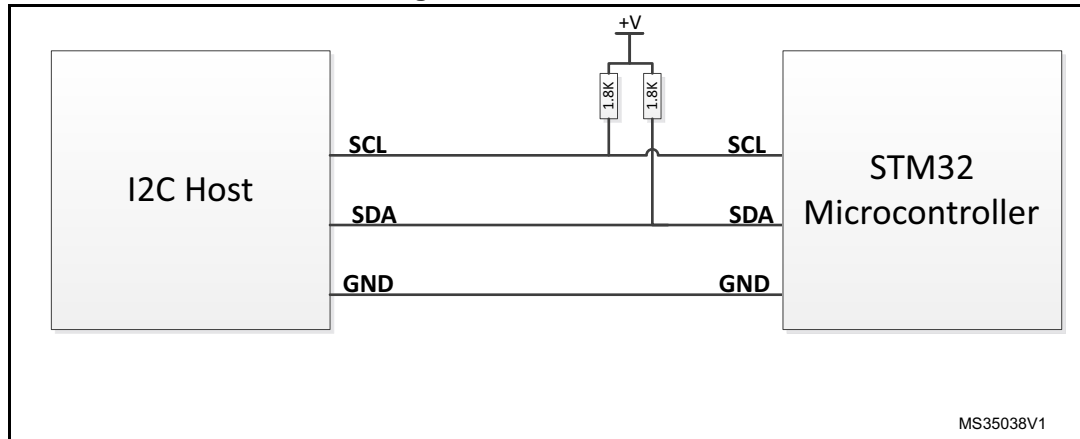 +V
1.8K 1.8K
SCL SCL
I2C Host
STM32
Microcontroller
SDA SDA
GND GND
MS35038V1